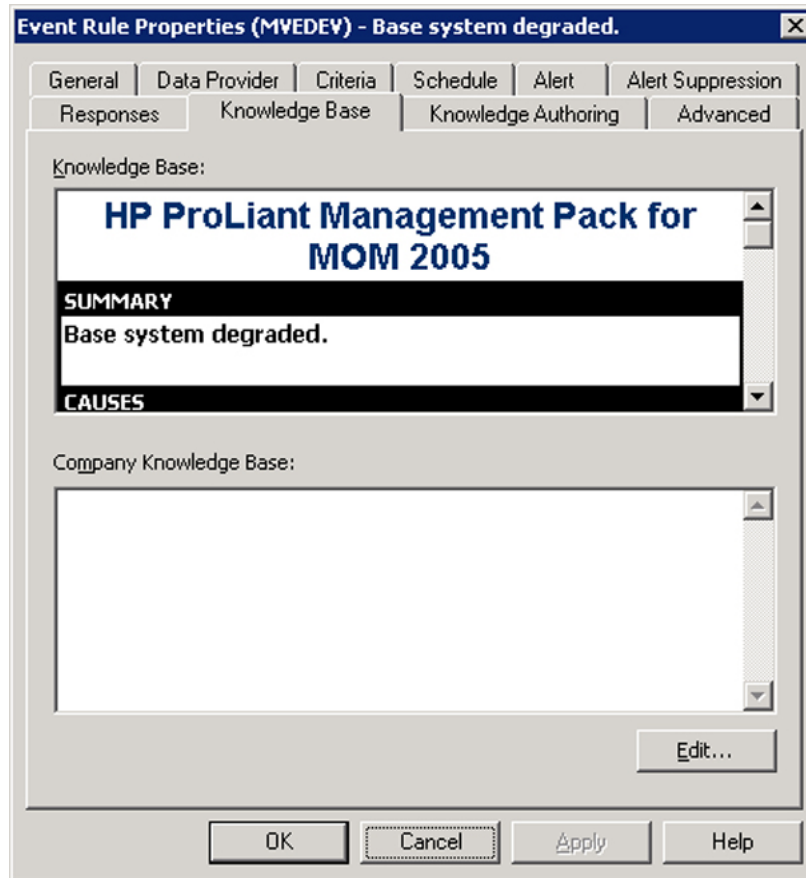 Event Rule Properties (MVEDEV) - Base system degraded.
General Data Provider Criteria Schedule Alert Alert Suppression
Responses Knowledge Base Knowledge Authoring Advanced
Knowledge Base:
HP ProLiant Management Pack for
MOM 2005
SUMMARY
Base system degraded.
CAUSES
Company Knowledge Base:
Edit...
OK Cancel Apply Help